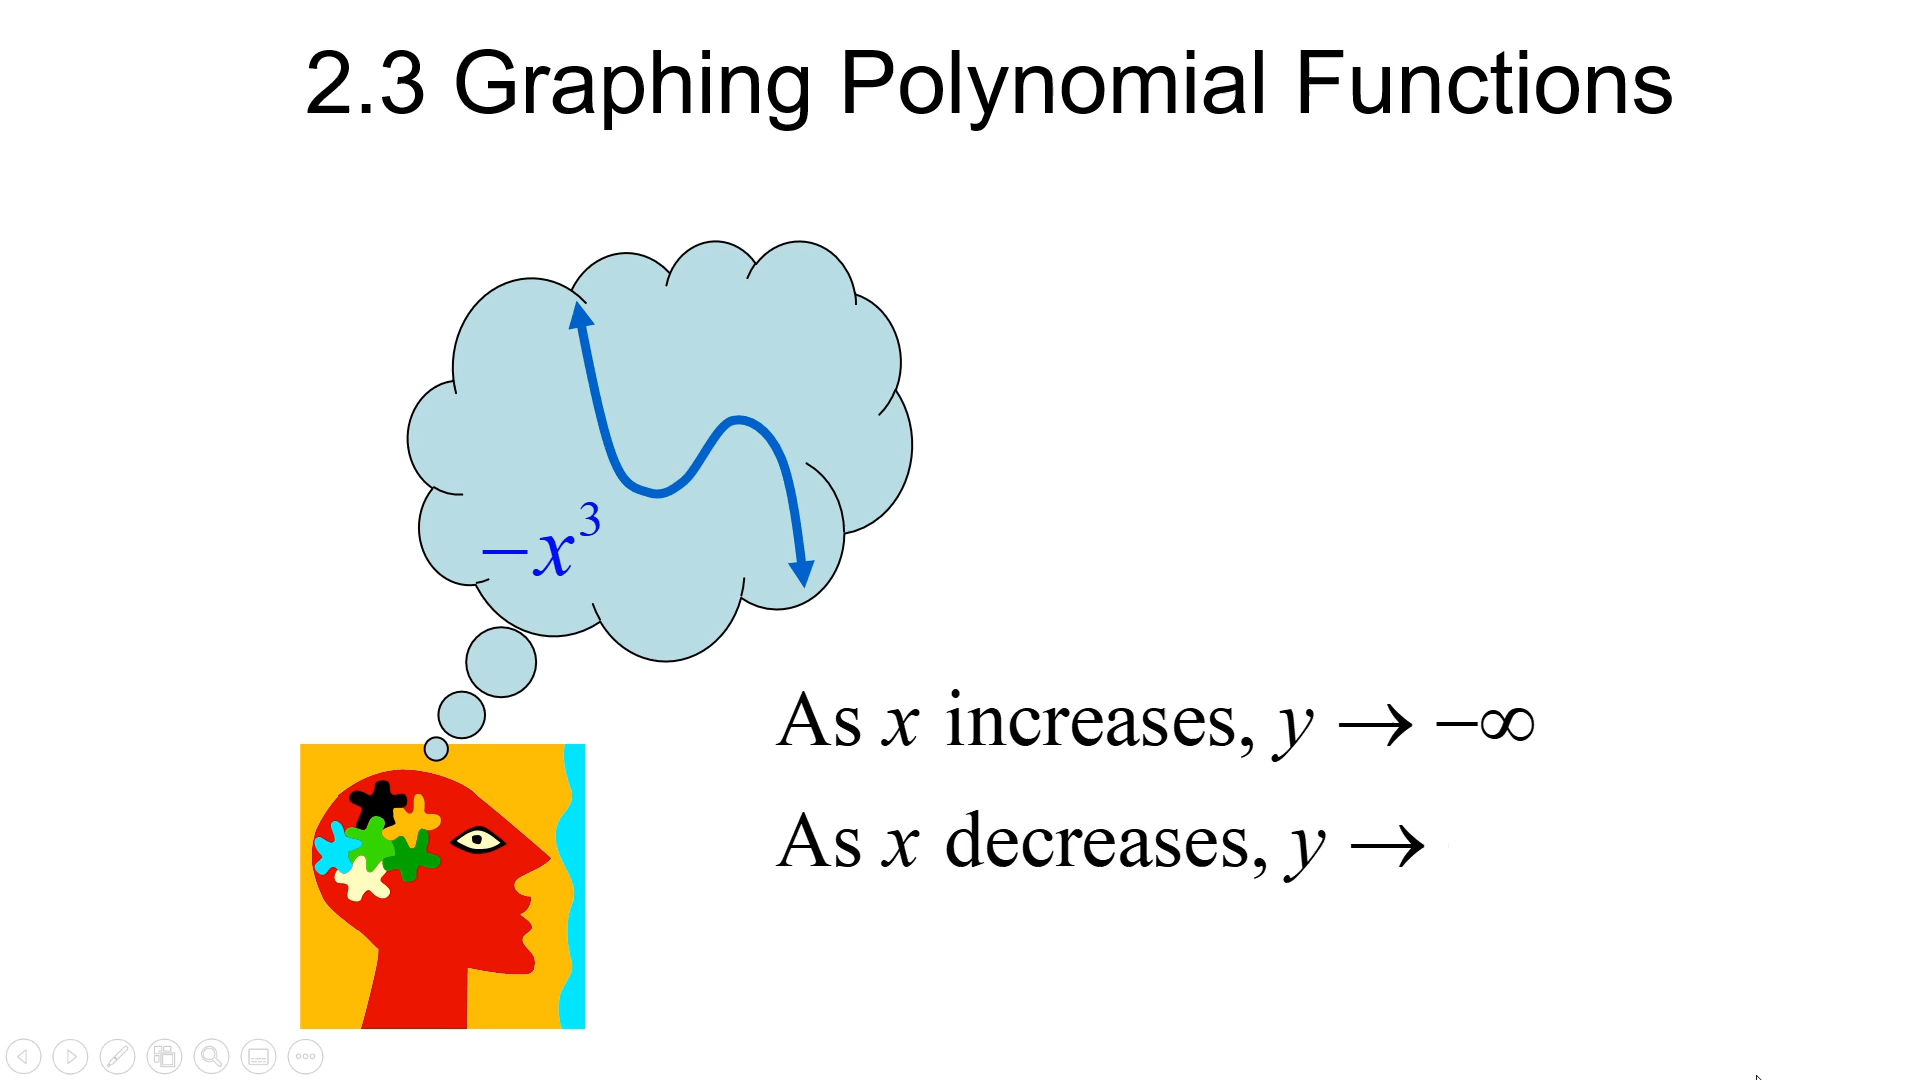 2.3 Graphing Polynomial Functions
−x³
As x increases, y → −∞
As x decreases, y →